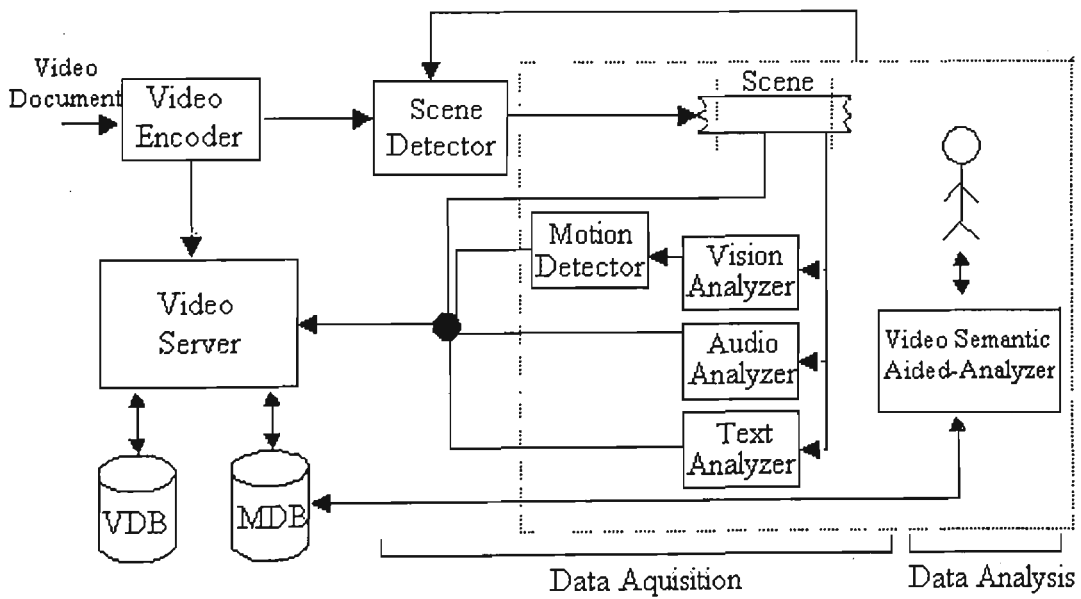 Video
Document
Video
Encoder
Scene
Detector
Scene
Motion
Detector
Vision
Analyzer
Video
Server
Audio
Analyzer
Video Semantic
Aided-Analyzer
Text
Analyzer
VDB
MDB
Data Aquisition
Data Analysis